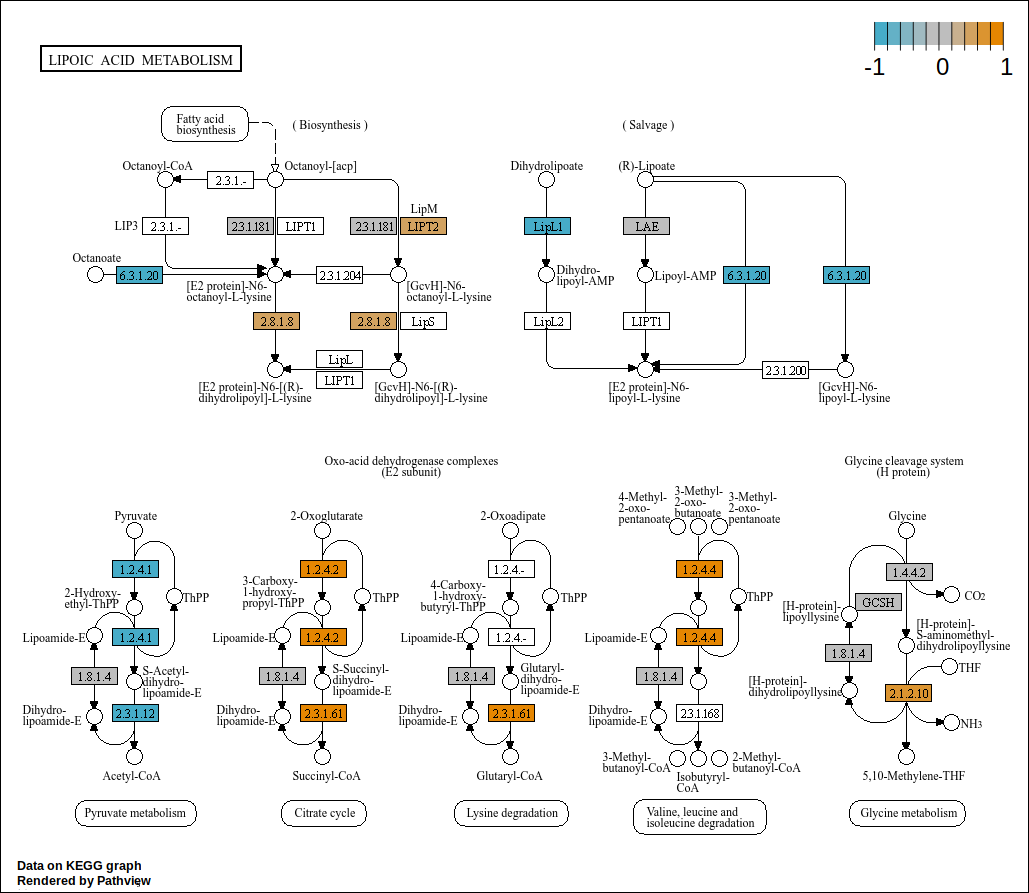 -1 0 1
LIPOIC ACID METABOLISM
Fatty acid
biosynthesis
( Biosynthesis )
( Salvage )
Octanoyl-CoA
2.3.1.-
Octanoyl-[acp]
Dihydrolipoate
(R)-Lipoate
LipM
LIP3
2.3.1.-
2.3.1.181
LIPT1
2.3.1.181
LIPT2
LipL1
LAE
Octanoate
6.3.1.20
2.3.1.204
[E2 protein]-N6-
octanoyl-L-lysine
[GcvH]-N6-
octanoyl-L-lysine
Dihydro-
lipoyl-AMP
Lipoyl-AMP
6.3.1.20
6.3.1.20
2.8.1.8
2.8.1.8
LipS
LipL2
LIPT1
LipL
LIPT1
2.3.1.200
[E2 protein]-N6-[(R)-
dihydrolipoyl]-L-lysine
[GcvH]-N6-[(R)-
dihydrolipoyl]-L-lysine
[E2 protein]-N6-
lipoyl-L-lysine
[GcvH]-N6-
lipoyl-L-lysine
Oxo-acid dehydrogenase complexes
(E2 subunit)
Glycine cleavage system
(H protein)
Pyruvate
1.2.4.1
2-Hydroxy-
ethyl-ThPP
ThPP
Lipoamide-E
1.2.4.1
1.8.1.4
S-Acetyl-
dihydro-
lipoamide-E
Dihydro-
lipoamide-E
2.3.1.12
Acetyl-CoA
Pyruvate metabolism
2-Oxoglutarate
1.2.4.2
3-Carboxy-
1-hydroxy-
propyl-ThPP
ThPP
Lipoamide-E
1.2.4.2
1.8.1.4
S-Succinyl-
dihydro-
lipoamide-E
Dihydro-
lipoamide-E
2.3.1.61
Succinyl-CoA
Citrate cycle
2-Oxoadipate
1.2.4.-
4-Carboxy-
1-hydroxy-
butyryl-ThPP
ThPP
Lipoamide-E
1.2.4.-
1.8.1.4
Glutaryl-
dihydro-
lipoamide-E
Dihydro-
lipoamide-E
2.3.1.61
Glutaryl-CoA
Lysine degradation
4-Methyl-
2-oxo-
pentanoate
3-Methyl-
2-oxo-
butanoate
3-Methyl-
2-oxo-
pentanoate
1.2.4.4
ThPP
Lipoamide-E
1.2.4.4
1.8.1.4
Dihydro-
lipoamide-E
2.3.1.168
3-Methyl-
butanoyl-CoA
Isobutyryl-
CoA
2-Methyl-
butanoyl-CoA
Valine, leucine and
isoleucine degradation
Glycine
1.4.4.2
CO2
GCSH
[H-protein]-
lipoyllysine
[H-protein]-
S-aminomethyl-
dihydrolipoyllysine
1.8.1.4
THF
[H-protein]-
dihydrolipoyllysine
2.1.2.10
NH3
5,10-Methylene-THF
Glycine metabolism
Data on KEGG graph
Rendered by Pathview